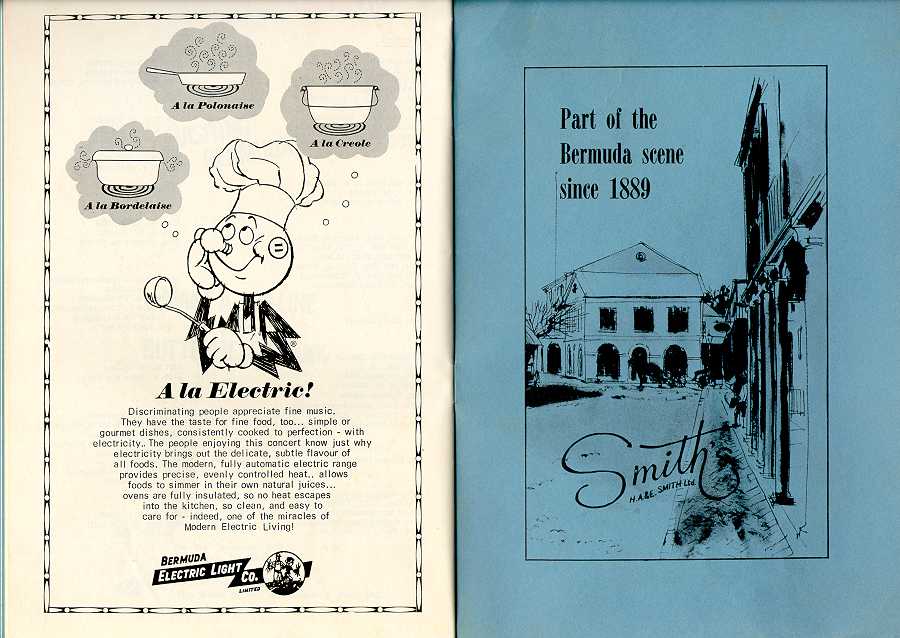 A la Polonaise
A la Creole
A la Bordelaise
®
A la Electric!
Discriminating people appreciate fine music.
They have the taste for fine food, too... simple or
gourmet dishes, consistently cooked to perfection - with
electricity.. The people enjoying this concert know just why
electricity brings out the delicate, subtle flavour of
all foods. The modern, fully automatic electric range
provides precise, evenly controlled heat.. allows
foods to simmer in their own natural juices...
ovens are fully insulated, so no heat escapes
into the kitchen, so clean, and easy to
care for - indeed, one of the miracles of
Modern Electric Living!
BERMUDA
ELECTRIC LIGHT
CO.
LIMITED
Part of the
Bermuda scene
since 1889
Smith
H.A.&E. SMITH Ltd.